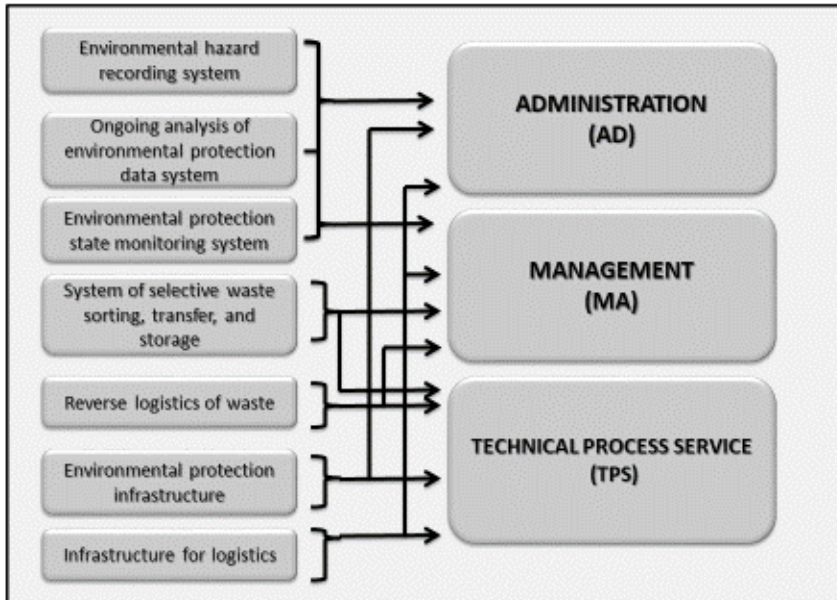 Environmental hazard
recording system
Ongoing analysis of
environmental protection
data system
Environmental protection
state monitoring system
System of selective waste
sorting, transfer, and
storage
Reverse logistics of waste
Environmental protection
infrastructure
Infrastructure for logistics
ADMINISTRATION
(AD)
MANAGEMENT
(MA)
TECHNICAL PROCESS SERVICE
(TPS)